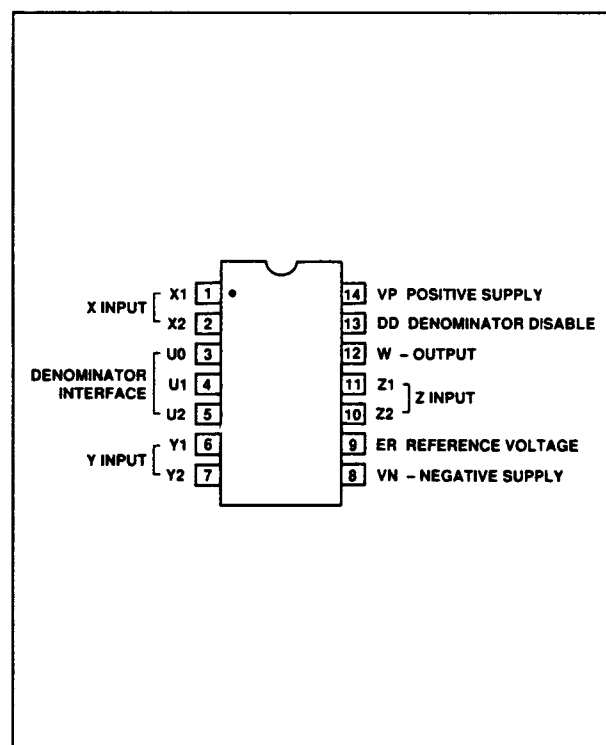 X1 1 14 VP POSITIVE SUPPLY
X INPUT
X2 2 13 DD DENOMINATOR DISABLE
U0 3 12 W – OUTPUT
DENOMINATOR INTERFACE
U1 4 11 Z1
Z INPUT
U2 5 10 Z2
Y1 6 9 ER REFERENCE VOLTAGE
Y INPUT
Y2 7 8 VN – NEGATIVE SUPPLY